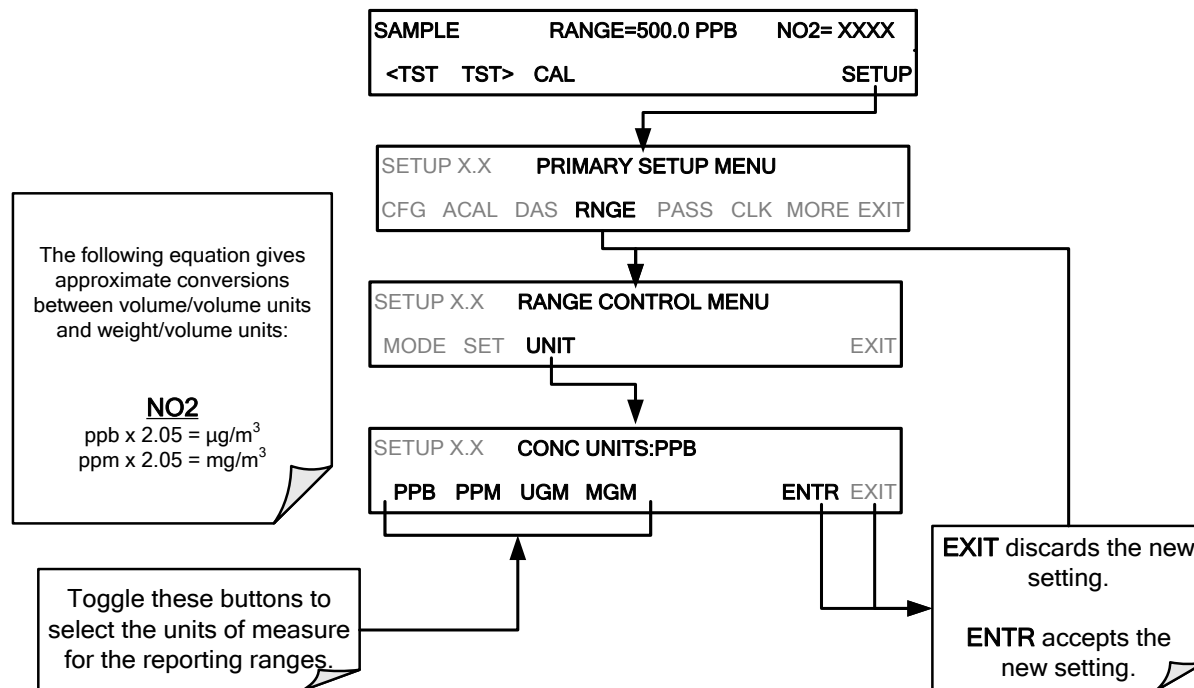 SAMPLE RANGE=500.0 PPB NO2= XXXX
<TST TST> CAL SETUP
SETUP X.X PRIMARY SETUP MENU
CFG ACAL DAS RNGE PASS CLK MORE EXIT
The following equation gives
approximate conversions
between volume/volume units
and weight/volume units:
NO2
ppb x 2.05 = µg/m³
ppm x 2.05 = mg/m³
SETUP X.X RANGE CONTROL MENU
MODE SET UNIT EXIT
SETUP X.X CONC UNITS:PPB
PPB PPM UGM MGM ENTR EXIT
Toggle these buttons to
select the units of measure
for the reporting ranges.
EXIT discards the new
setting.
ENTR accepts the
new setting.